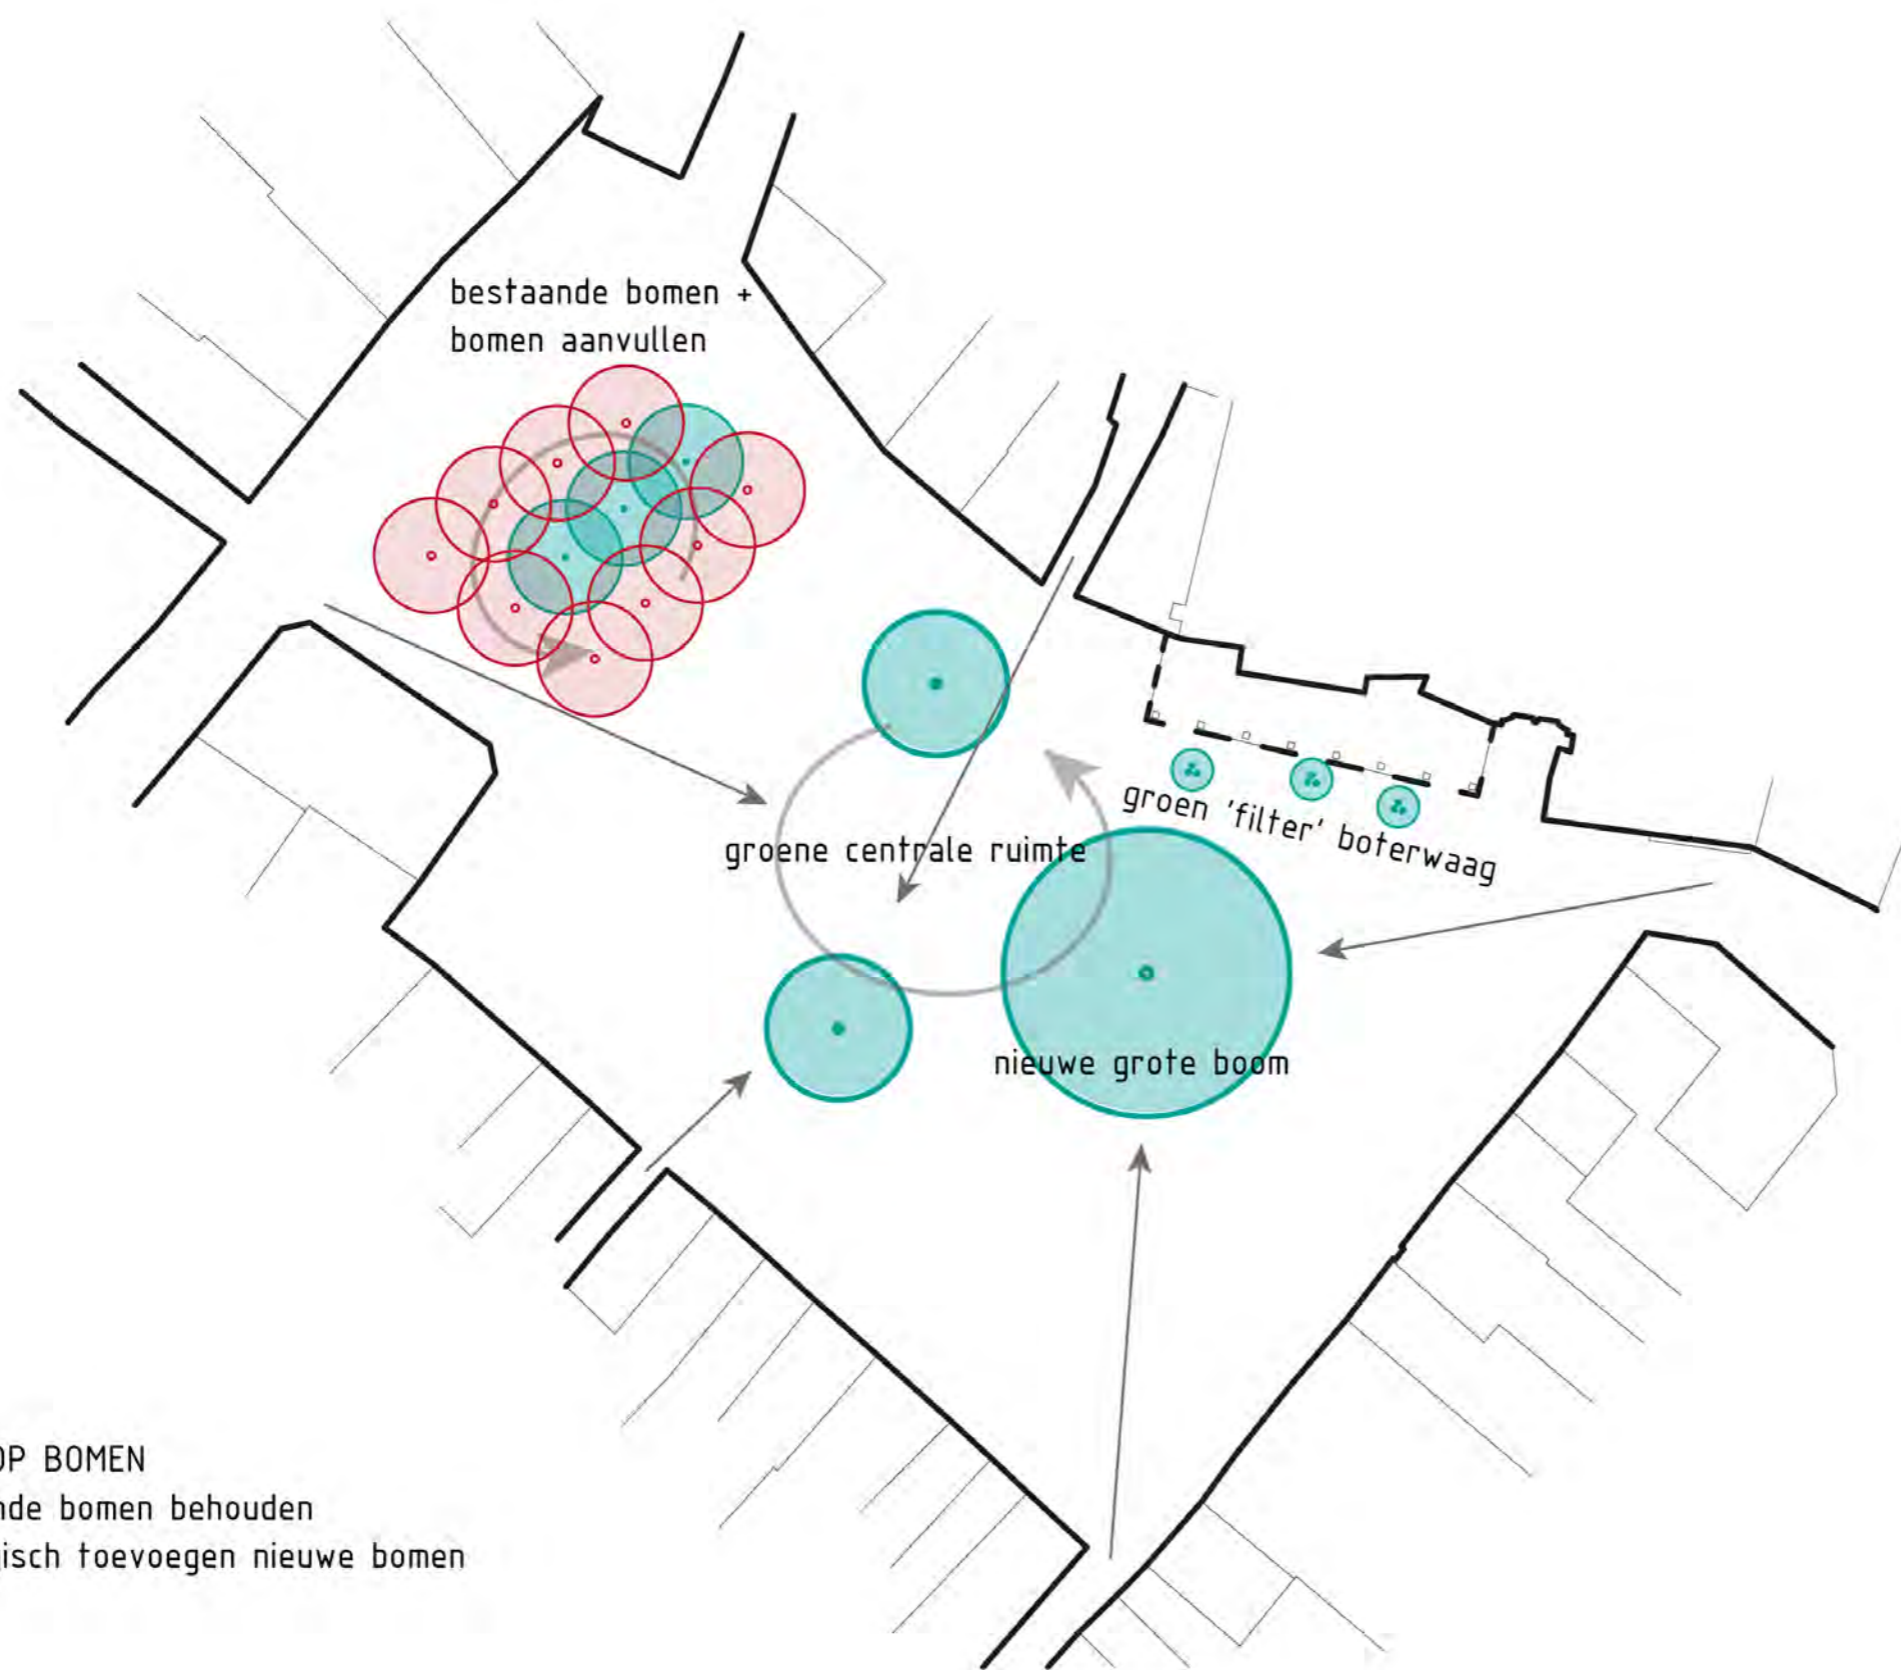 bestaande bomen +
bomen aanvullen
groen 'filter' boterwaag
groene centrale ruimte
nieuwe grote boom
OP BOMEN
nde bomen behouden
isch toevoegen nieuwe bomen